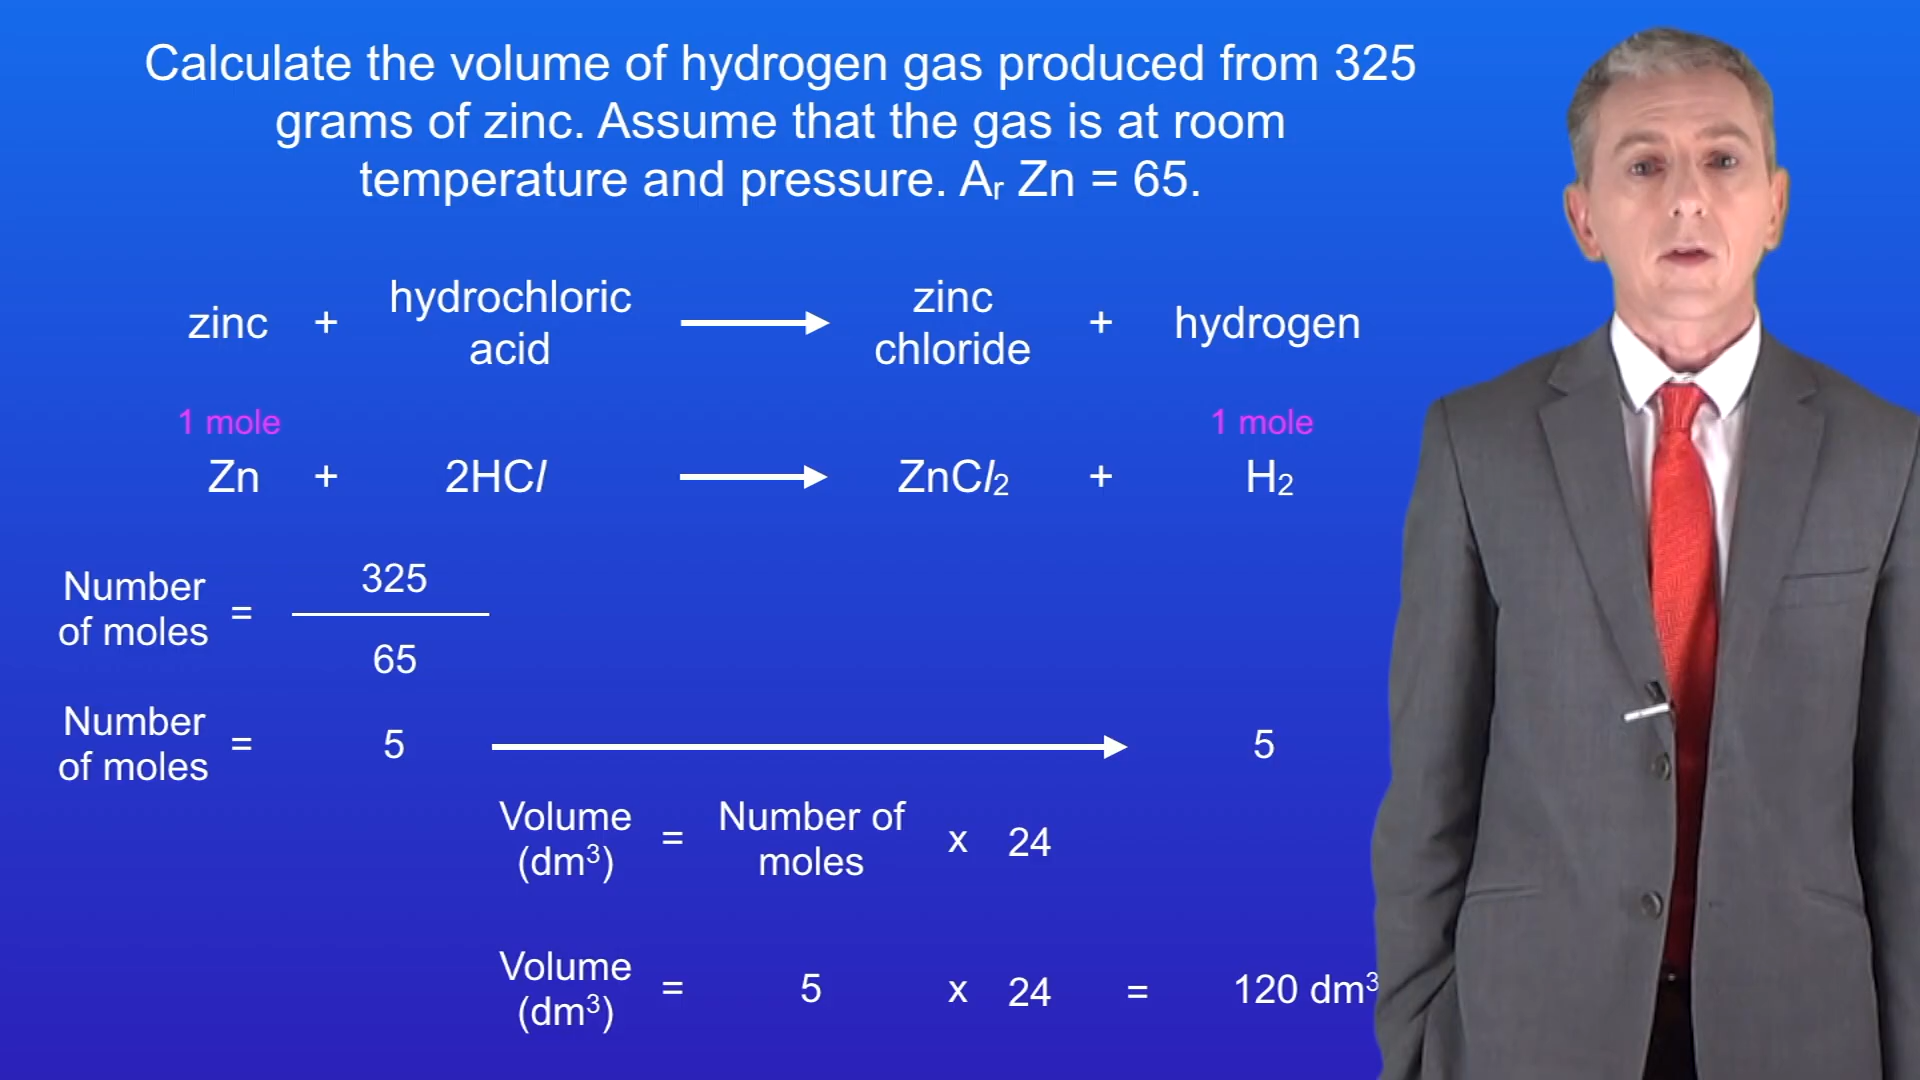 Calculate the volume of hydrogen gas produced from 325
grams of zinc. Assume that the gas is at room
temperature and pressure. Aᵣ Zn = 65.
zinc + hydrochloric acid → zinc chloride + hydrogen
1 mole 1 mole
Zn + 2HCl → ZnCl₂ + H₂
Number of moles = 325
65
Number of moles = 5 → 5
Volume (dm³) = Number of moles x 24
Volume (dm³) = 5 x 24 = 120 dm³